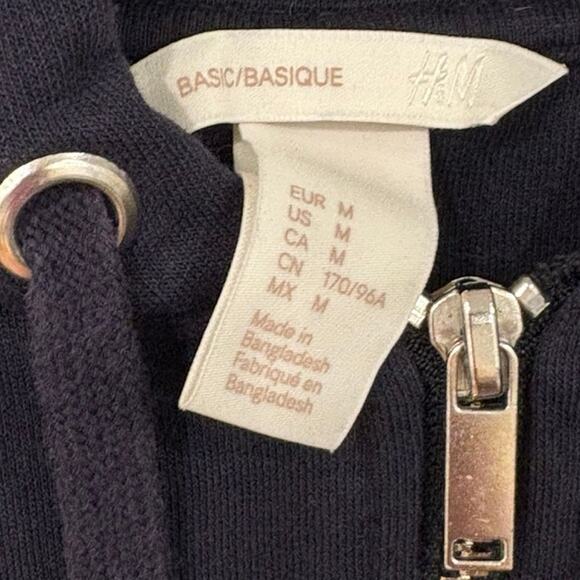 BASIC/BASIQUE
H&M
EUR M
US M
CA M
CN 170/96A
MX M
Made in
Bangladesh
Fabriqué en
Bangladesh